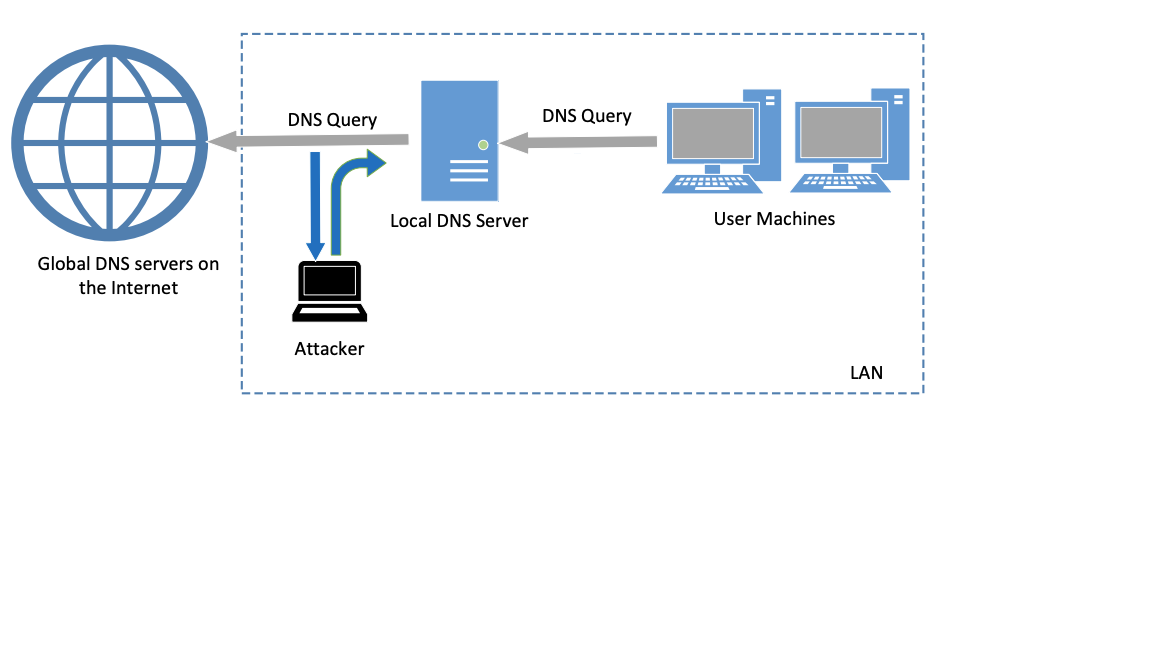 DNS Query
DNS Query
Local DNS Server
User Machines
Global DNS servers on
the Internet
Attacker
LAN